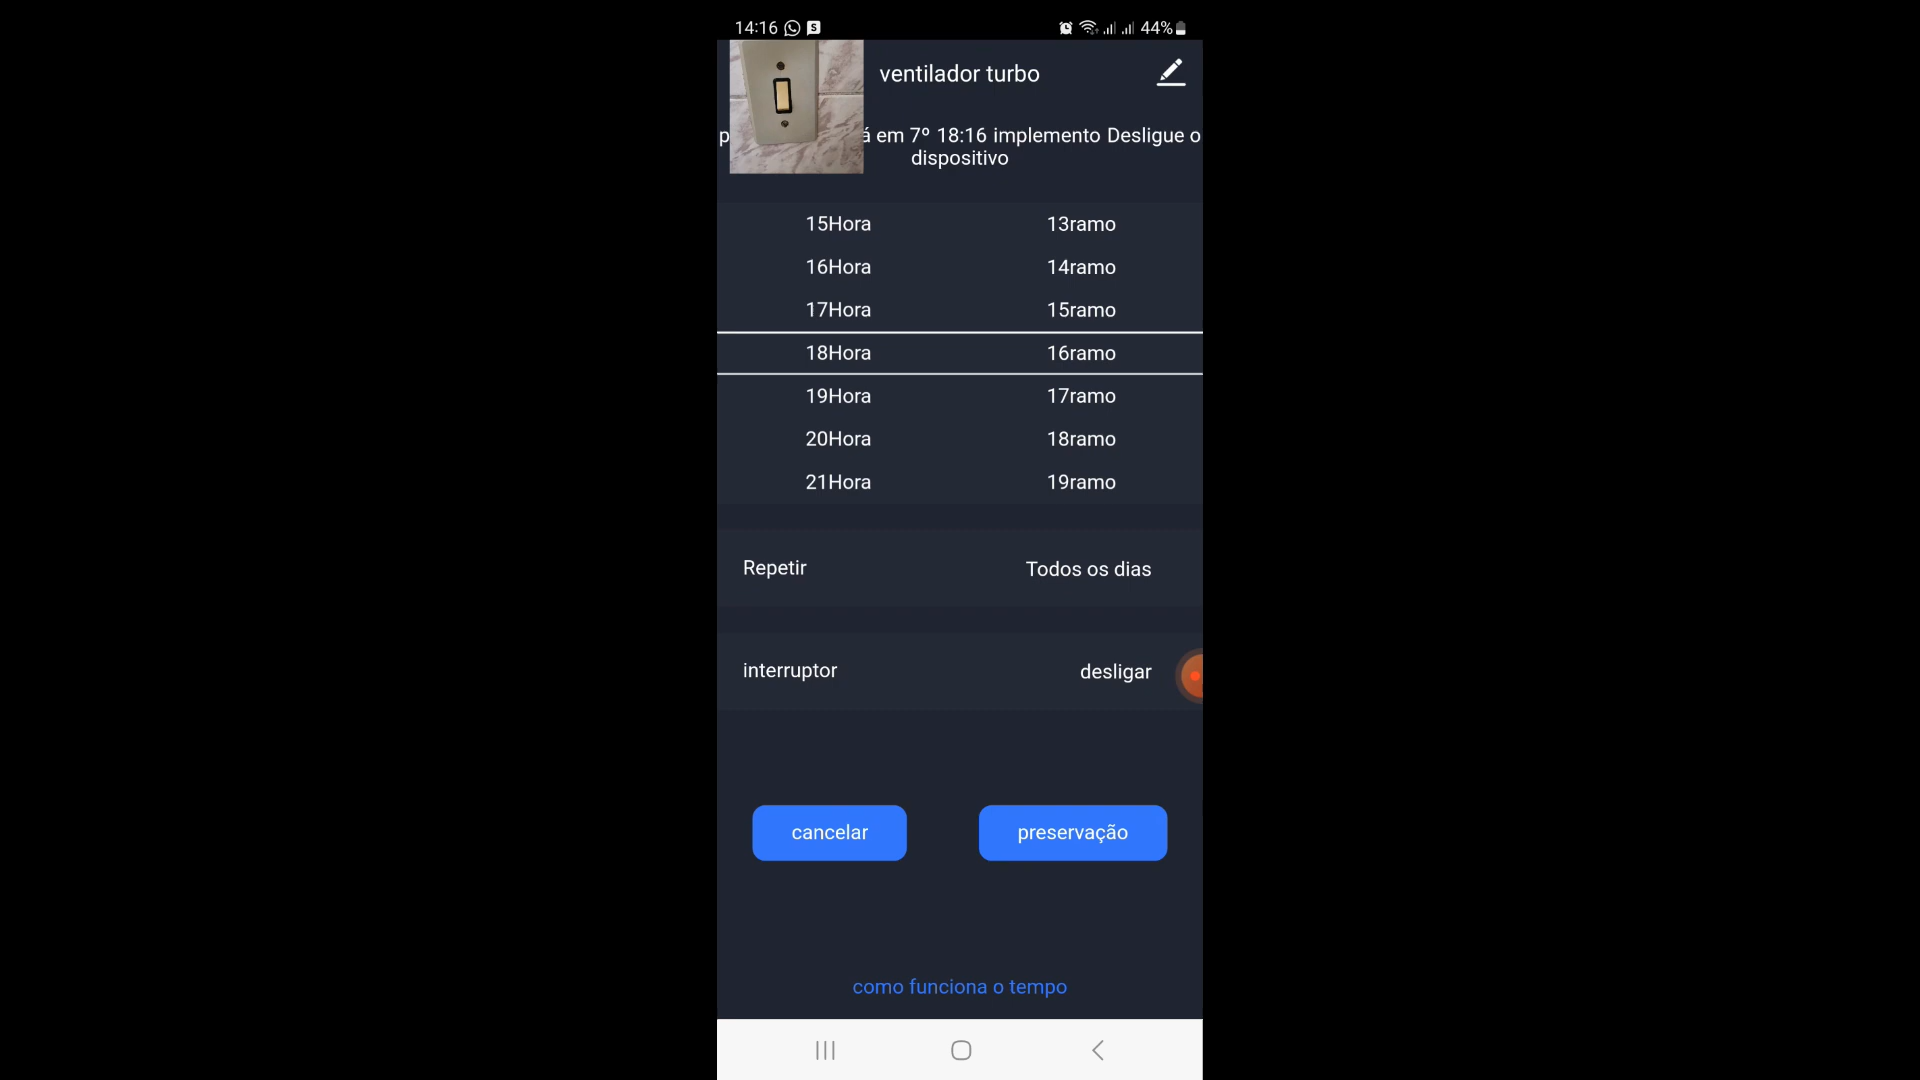 14:16 44%
ventilador turbo
em 7º 18:16 implemento Desligue o
dispositivo
15Hora 13ramo
16Hora 14ramo
17Hora 15ramo
18Hora 16ramo
19Hora 17ramo
20Hora 18ramo
21Hora 19ramo
Repetir Todos os dias
interruptor desligar
cancelar preservação
como funciona o tempo